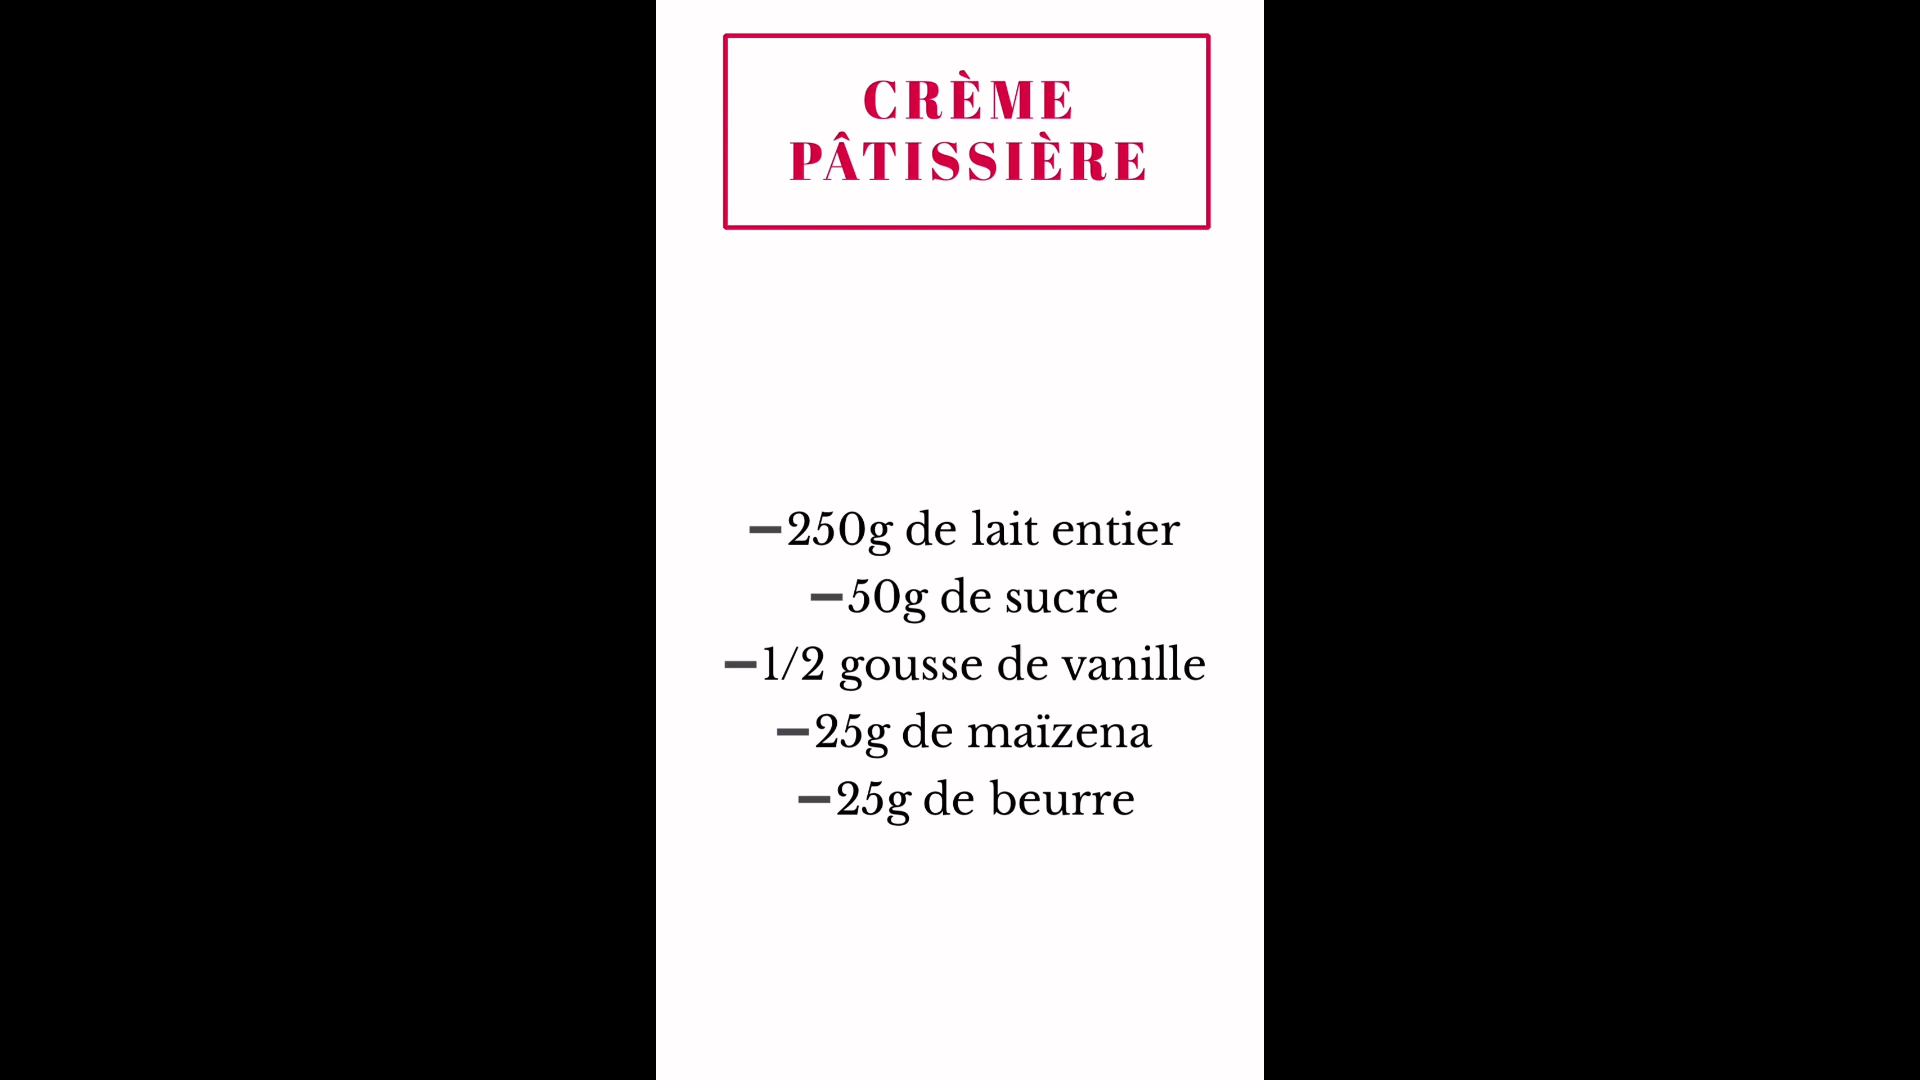 CRÈME
PÂTISSIÈRE
➖250g de lait entier
➖50g de sucre
➖1/2 gousse de vanille
➖25g de maïzena
➖25g de beurre